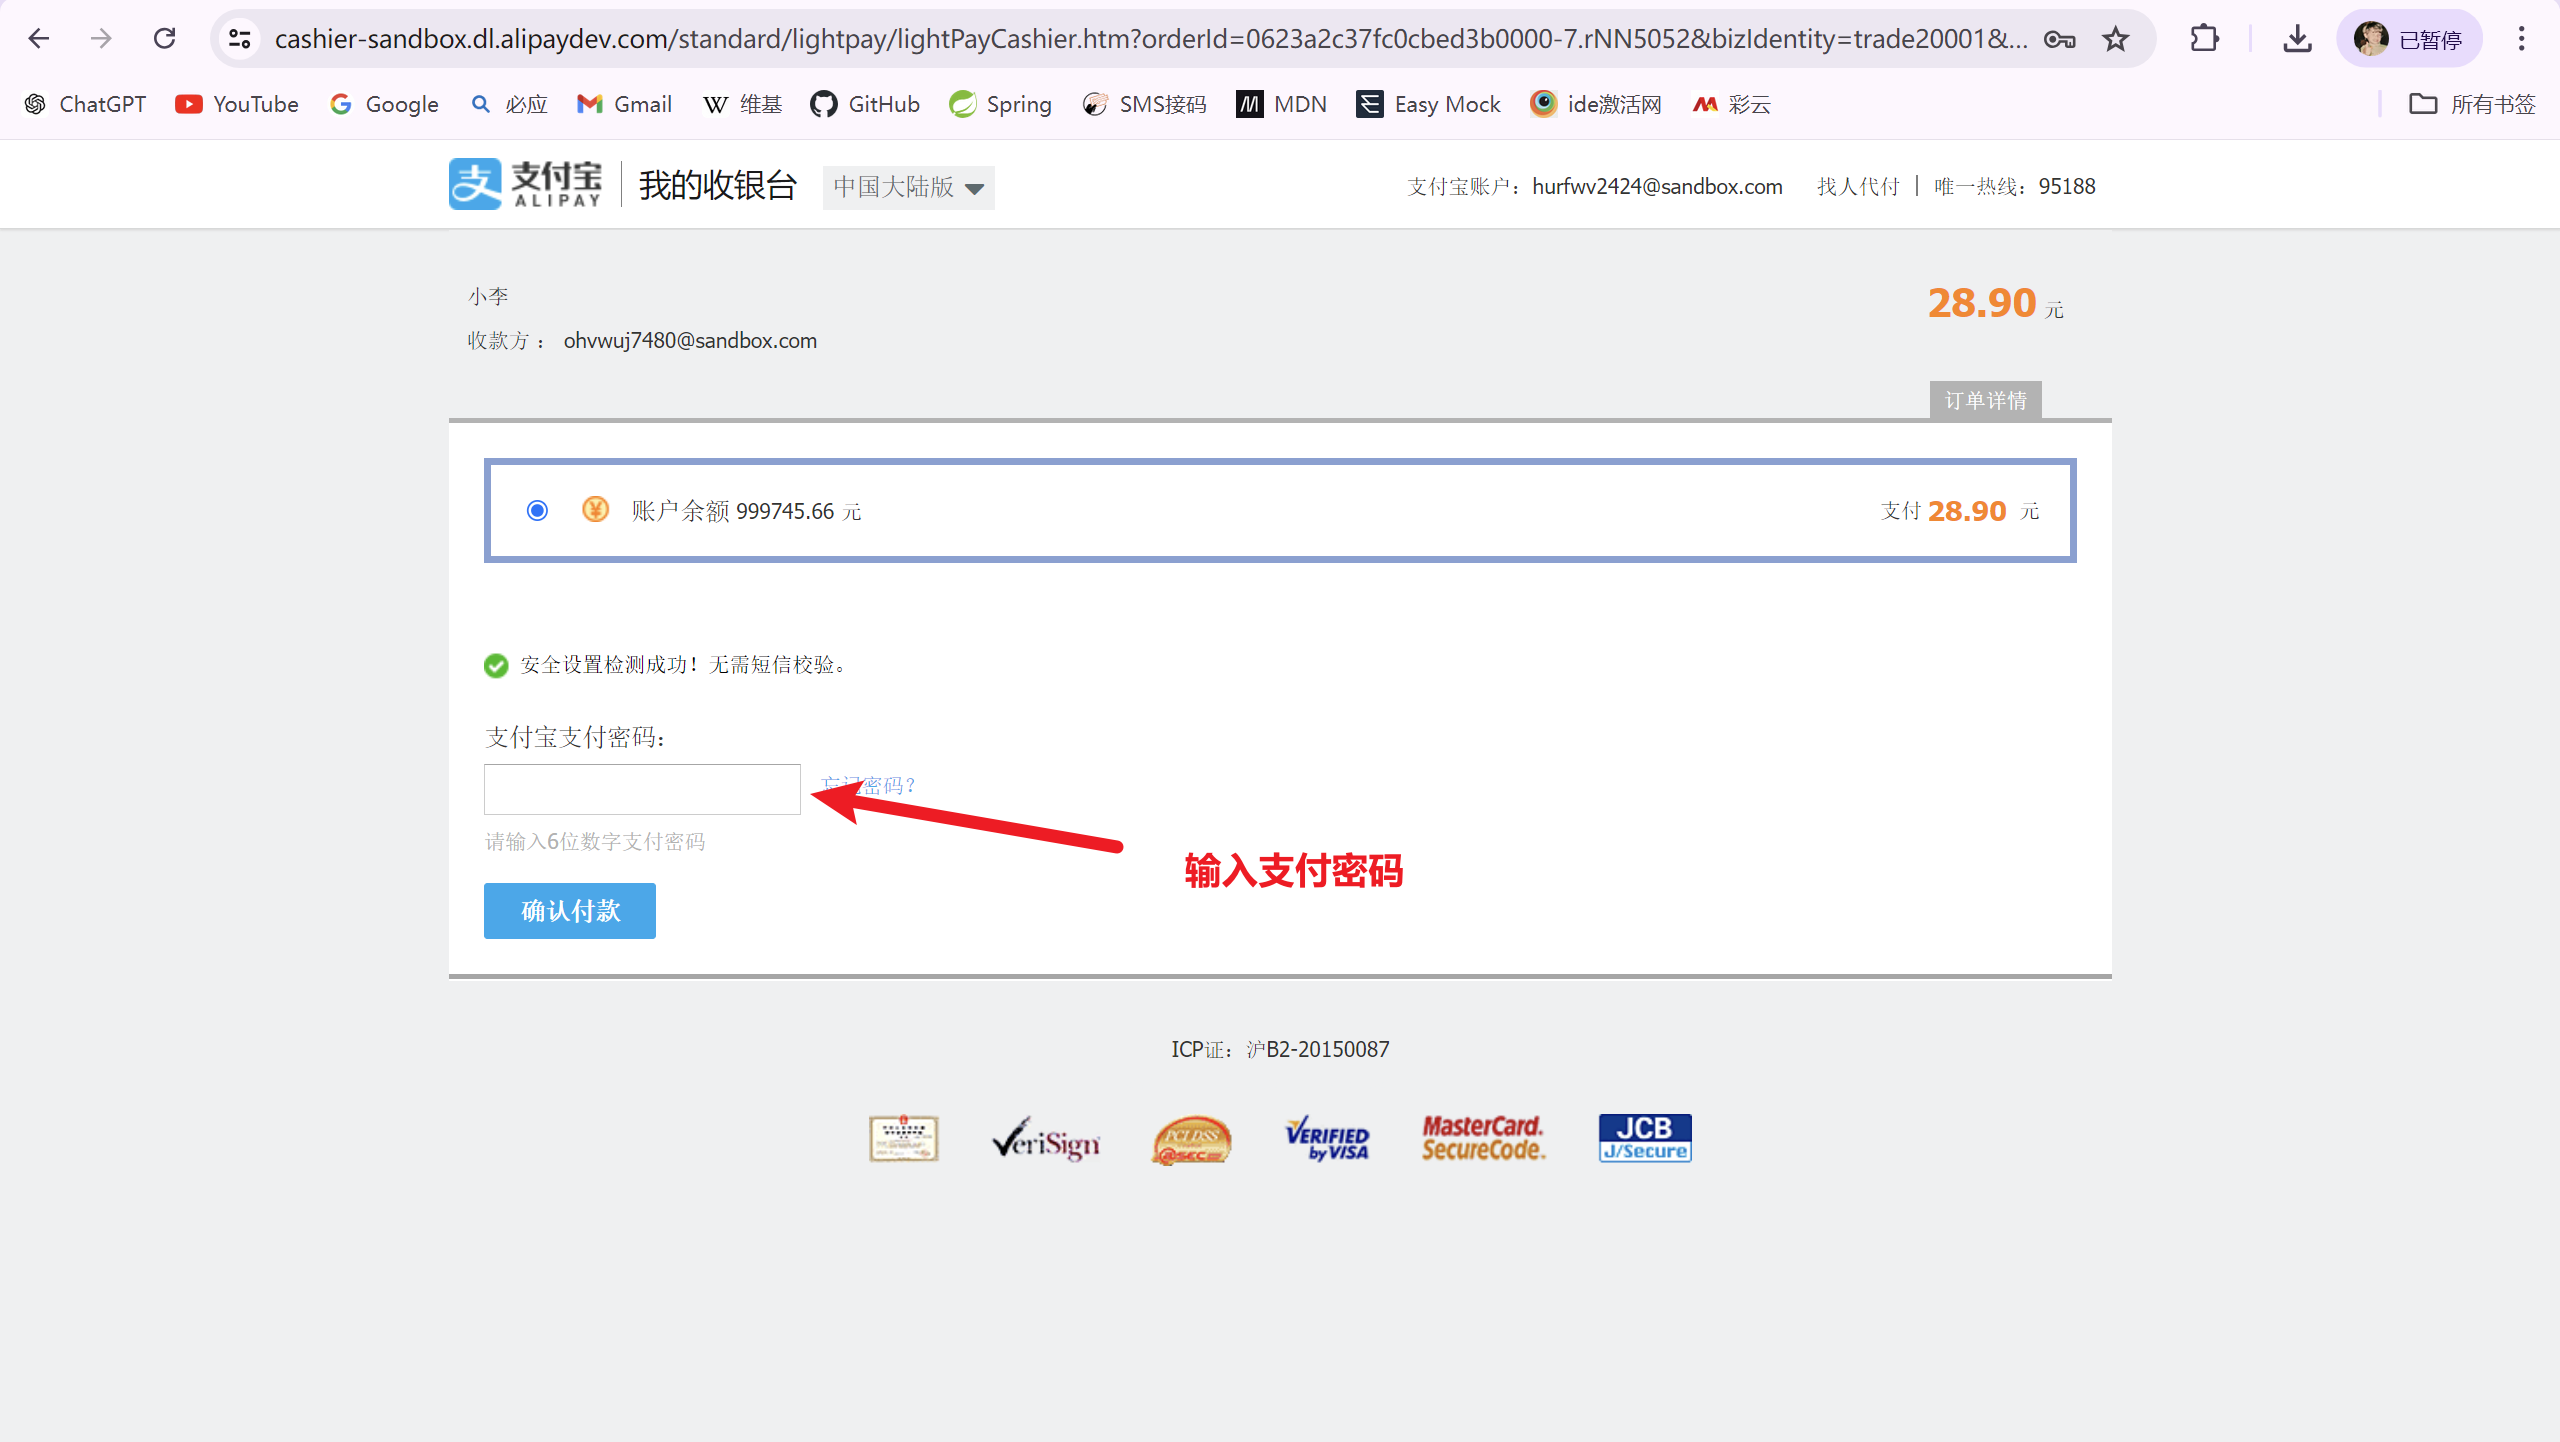 cashier-sandbox.dl.alipaydev.com/standard/lightpay/lightPayCashier.htm?orderId=0623a2c37fc0cbed3b0000-7.rNN5052&bizIdentity=trade20001&...
已暂停
ChatGPT YouTube Google 必应 Gmail 维基 GitHub Spring SMS接码 MDN Easy Mock ide激活网 彩云 所有书签
支付宝 ALIPAY 我的收银台 中国大陆版 支付宝账户：hurfwv2424@sandbox.com 找人代付 唯一热线：95188
小李 28.90 元
收款方： ohvwuj7480@sandbox.com
订单详情
账户余额 999745.66 元 支付 28.90 元
安全设置检测成功！无需短信校验。
支付宝支付密码：
忘记密码？
请输入6位数字支付密码
输入支付密码
确认付款
ICP证：沪B2-20150087
VeriSign VERIFIED by VISA MasterCard. SecureCode. JCB J/Secure